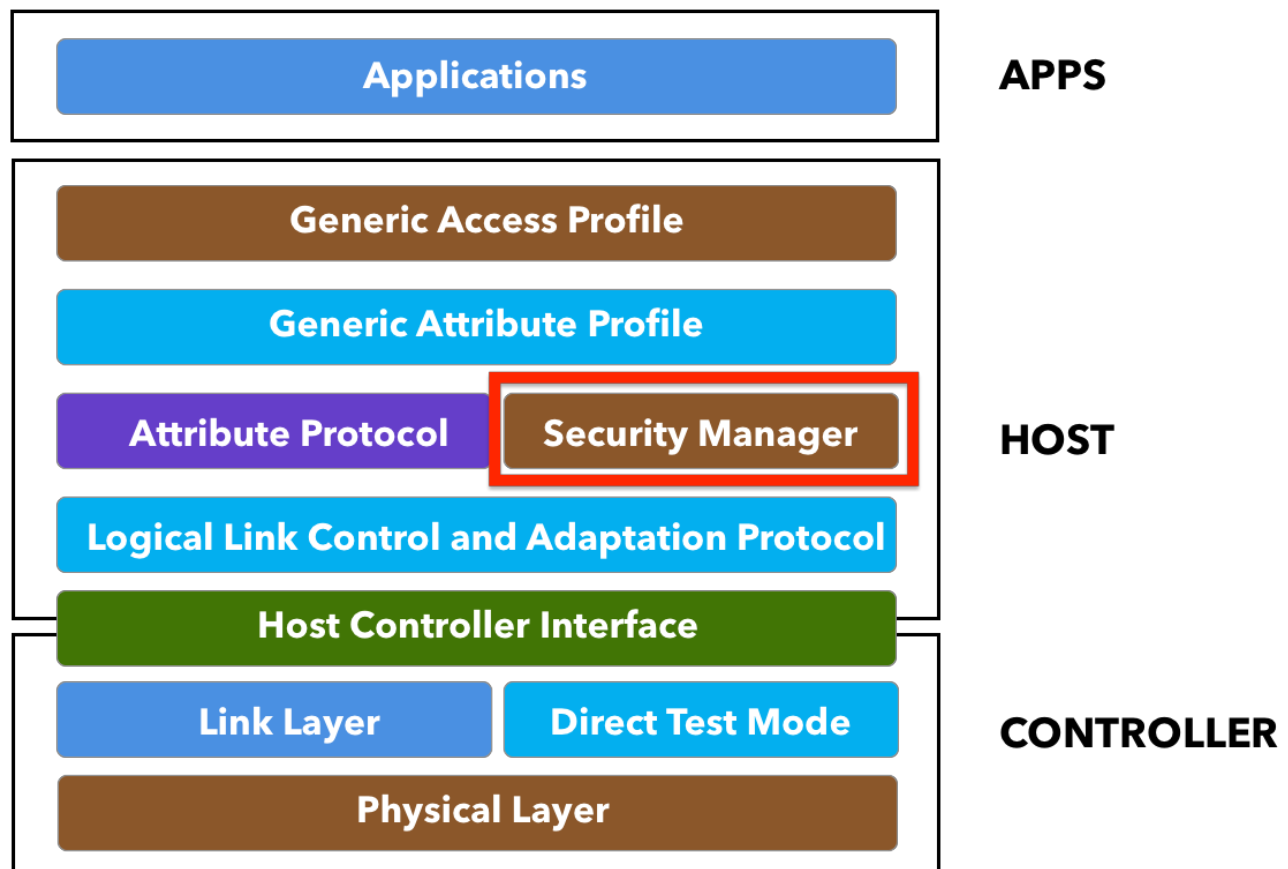 Applications
APPS
Generic Access Profile
Generic Attribute Profile
Attribute Protocol
Security Manager
HOST
Logical Link Control and Adaptation Protocol
Host Controller Interface
Link Layer
Direct Test Mode
CONTROLLER
Physical Layer